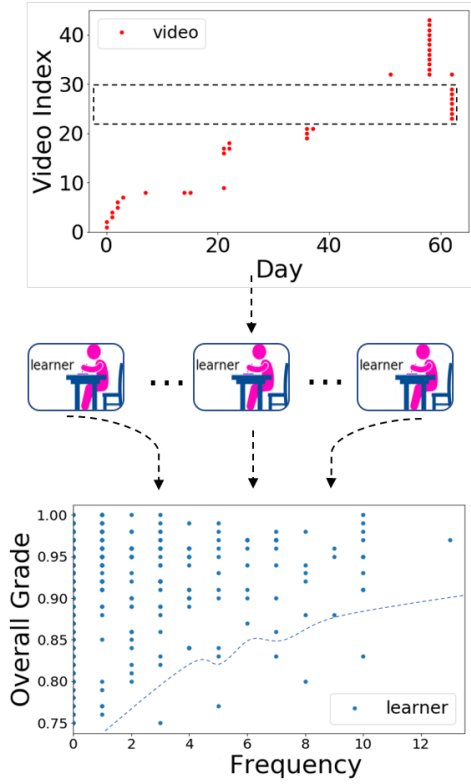 video
40
30
20
10
0
Video Index
0 20 40 60
Day
learner ... learner ... learner
1.00
0.95
0.90
0.85
0.80
0.75
Overall Grade
learner
0 2 4 6 8 10 12
Frequency